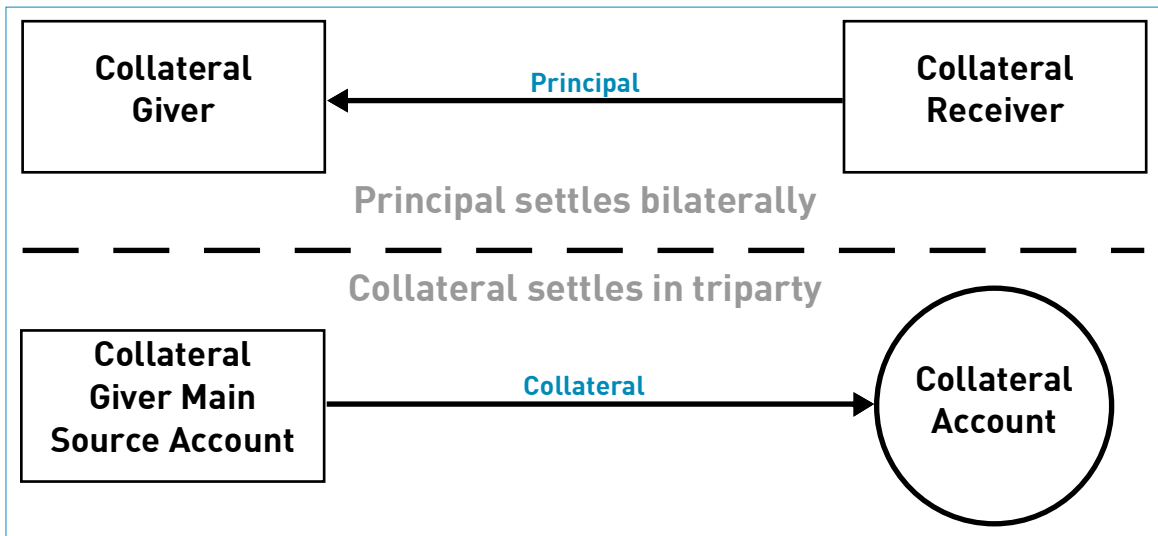 Collateral
Giver
Principal
Collateral
Receiver
Principal settles bilaterally
Collateral settles in triparty
Collateral
Giver Main
Source Account
Collateral
Collateral
Account